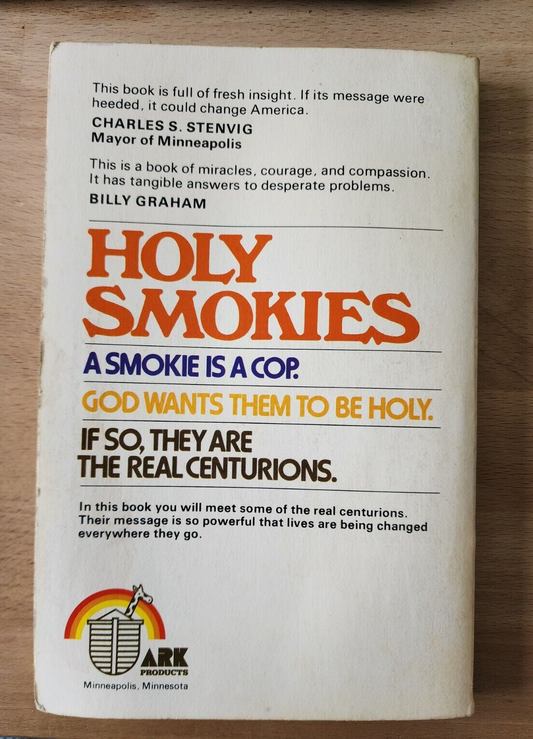 This book is full of fresh insight. If its message were
heeded, it could change America.
CHARLES S. STENVIG
Mayor of Minneapolis
This is a book of miracles, courage, and compassion.
It has tangible answers to desperate problems.
BILLY GRAHAM
HOLY
SMOKIES
A SMOKIE IS A COP.
GOD WANTS THEM TO BE HOLY.
IF SO, THEY ARE
THE REAL CENTURIONS.
In this book you will meet some of the real centurions.
Their message is so powerful that lives are being changed
everywhere they go.
ARK
PRODUCTS
Minneapolis, Minnesota